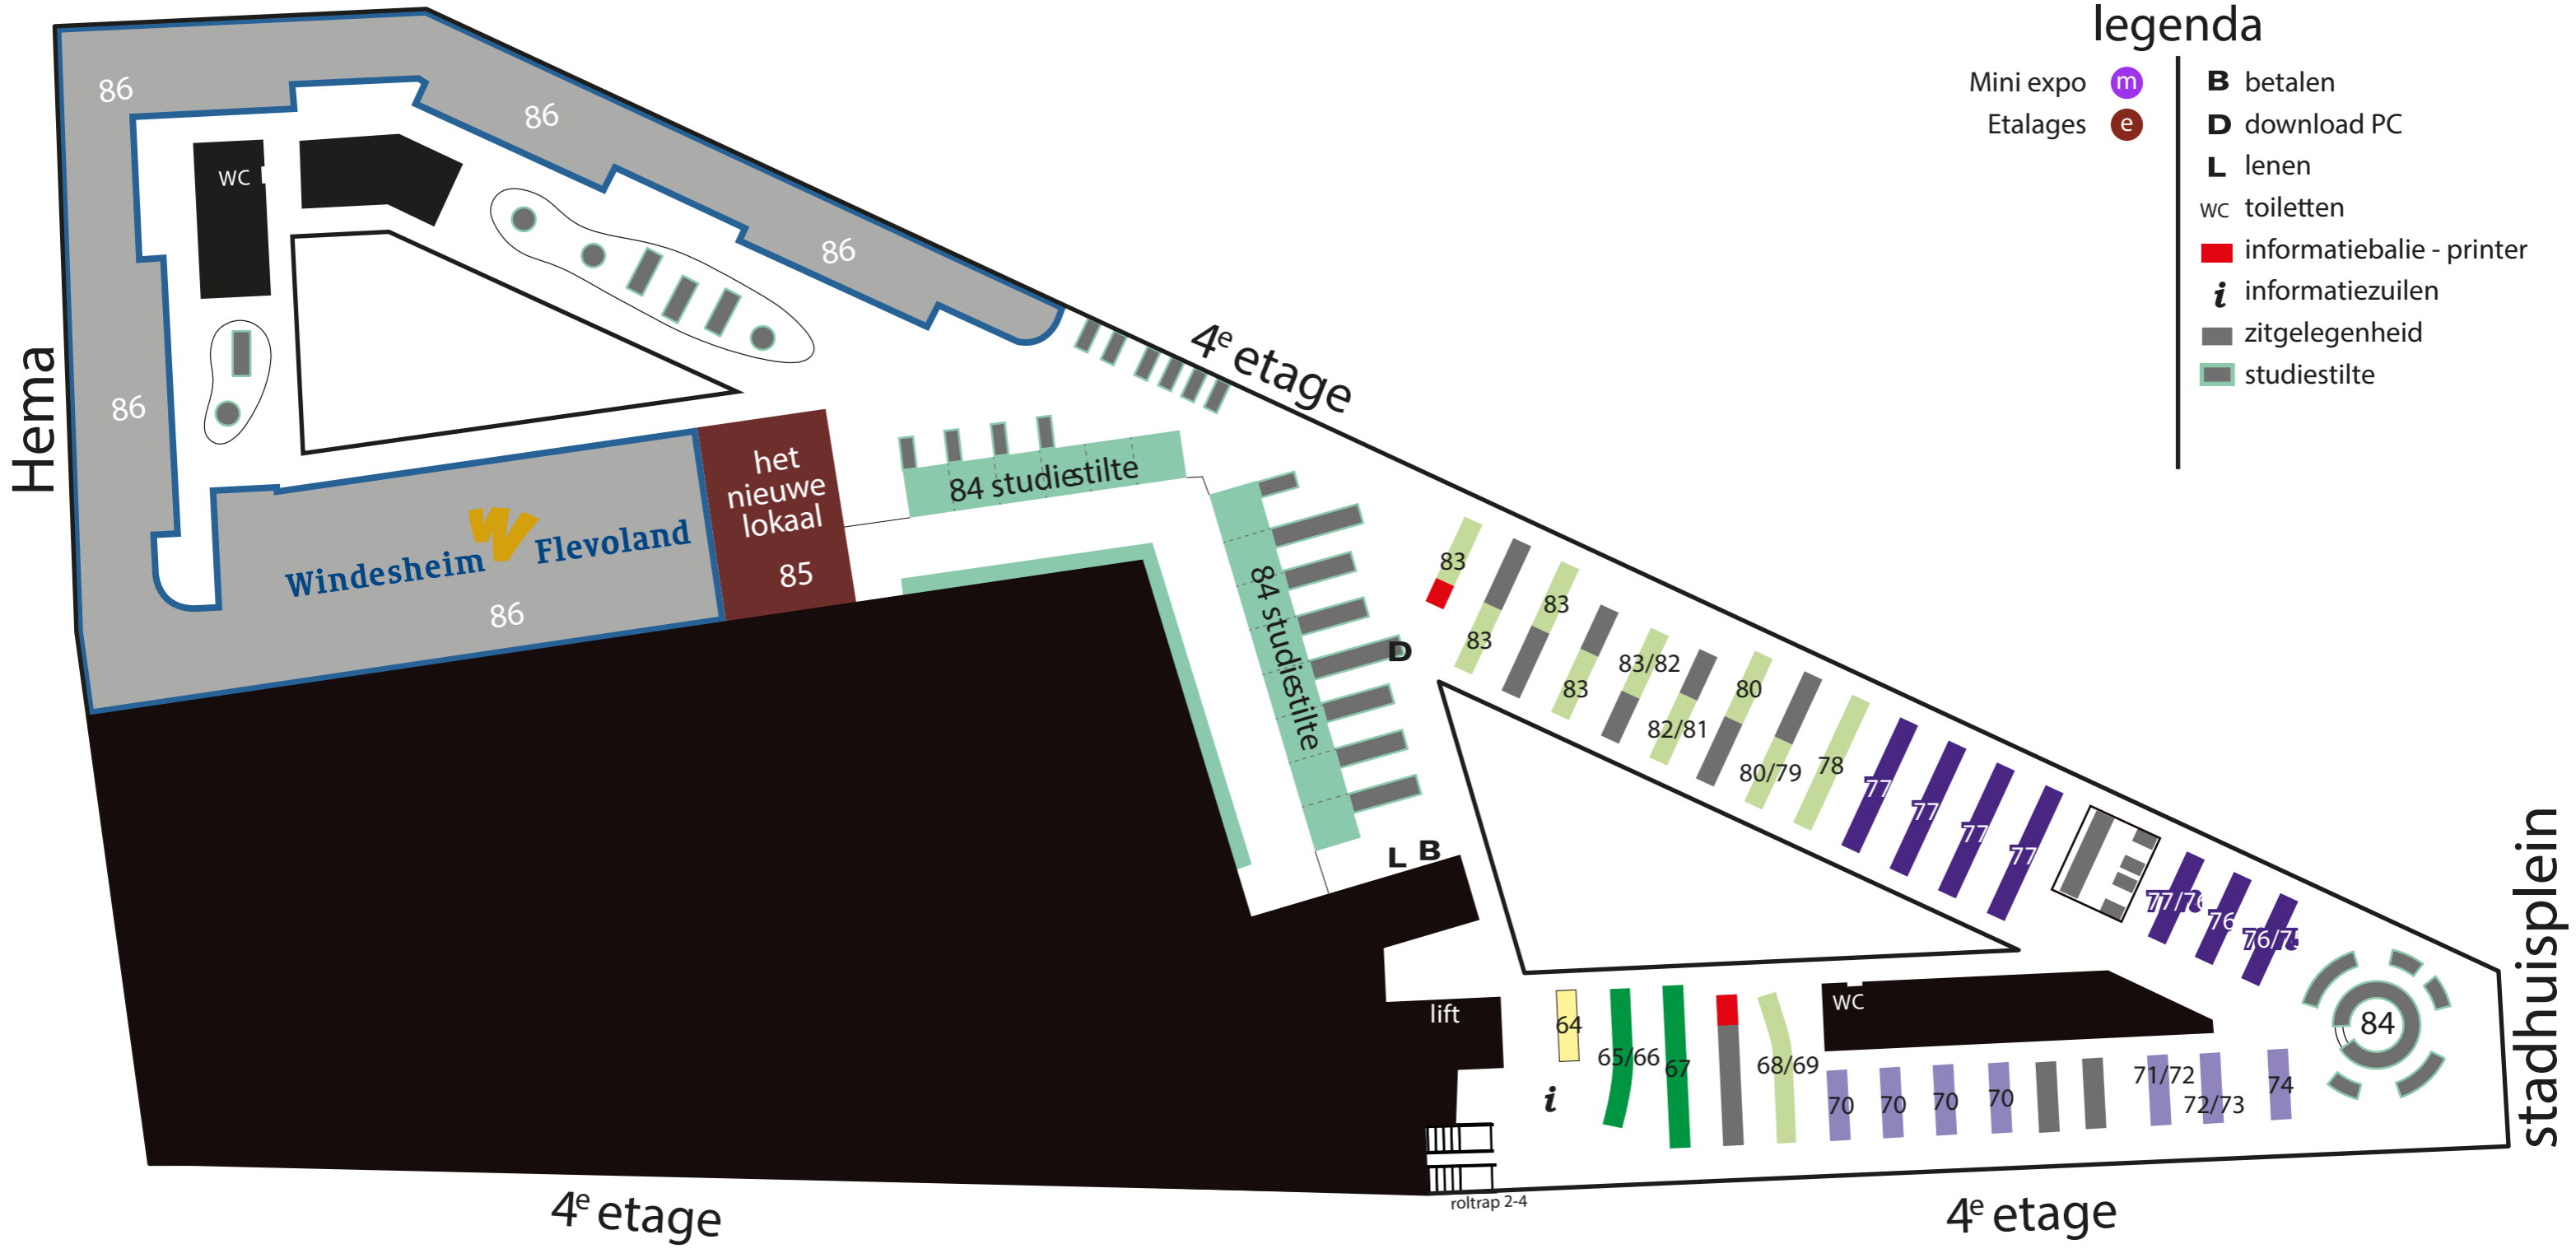 legenda
Mini expo m
Etalages e
B betalen
D download PC
L lenen
WC toiletten
informatiebalie - printer
i informatiezuilen
zitgelegenheid
studiestilte
86
86
86
86
WC
Hema
4e etage
het
nieuwe
lokaal
85
Windesheim Flevoland
86
84 studiestilte
84 studiestilte
D
L B
83
83
83
83
83/82
82/81
80
80/79
78
77
77
77
77
77/76
76
76/75
84
stadhuisplein
lift
WC
64
65/66
67
68/69
70
70
70
70
71/72
72/73
74
i
roltrap 2-4
4e etage
4e etage